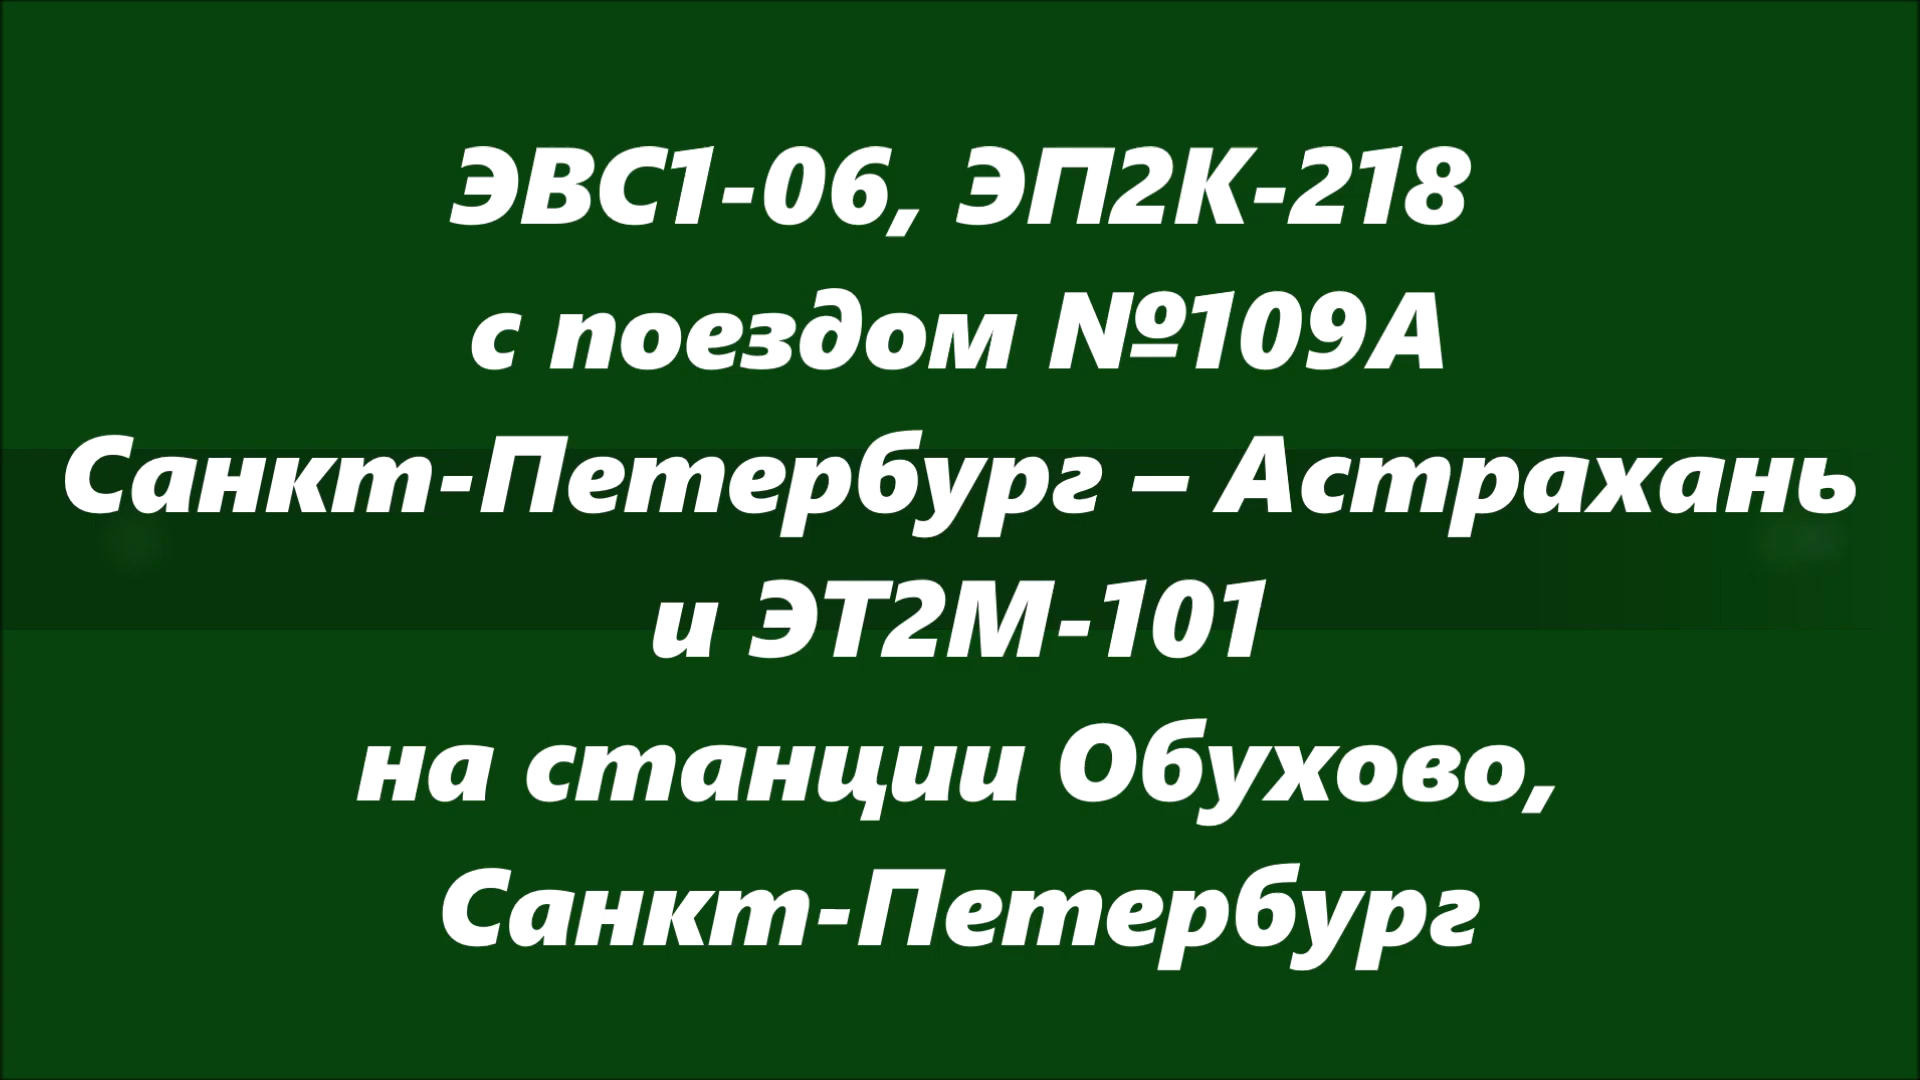 ЭВС1-06, ЭП2К-218
с поездом №109А
Санкт-Петербург – Астрахань
и ЭТ2М-101
на станции Обухово,
Санкт-Петербург